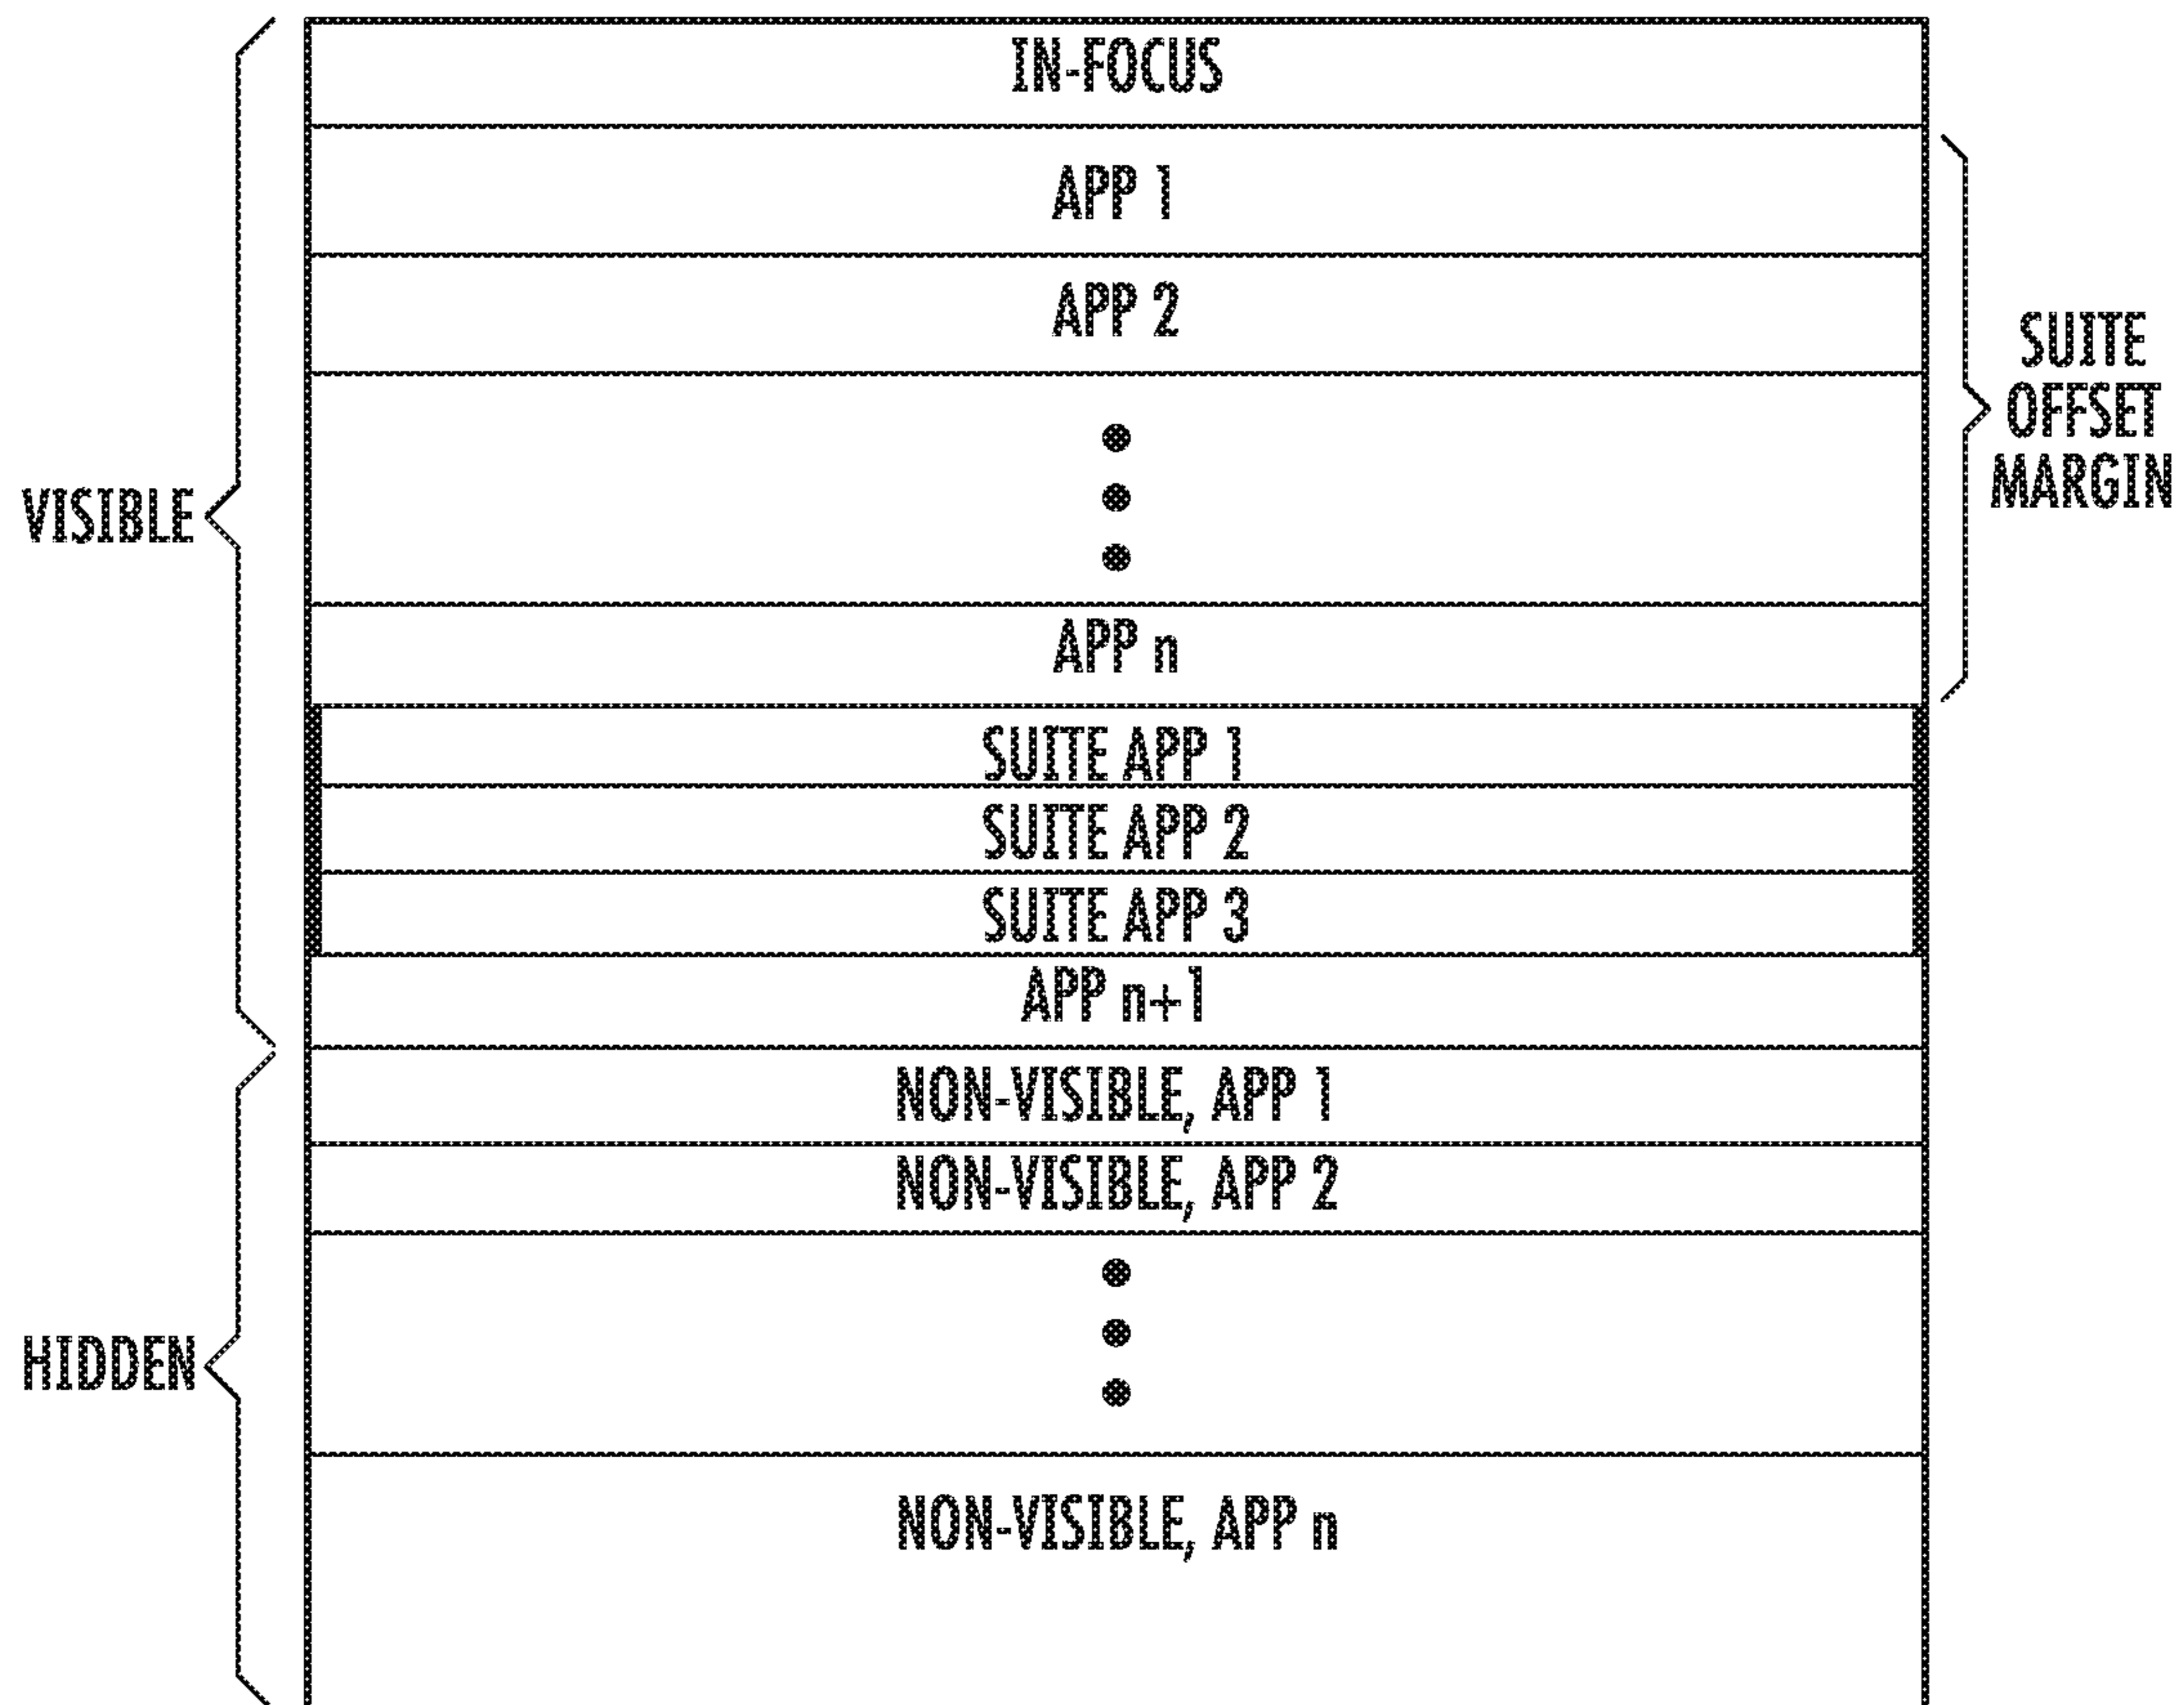 IN-FOCUS
APP 1
APP 2
SUITE
OFFSET
MARGIN
VISIBLE
APP n
SUITE APP 1
SUITE APP 2
SUITE APP 3
APP n+1
NON-VISIBLE, APP 1
NON-VISIBLE, APP 2
HIDDEN
NON-VISIBLE, APP n